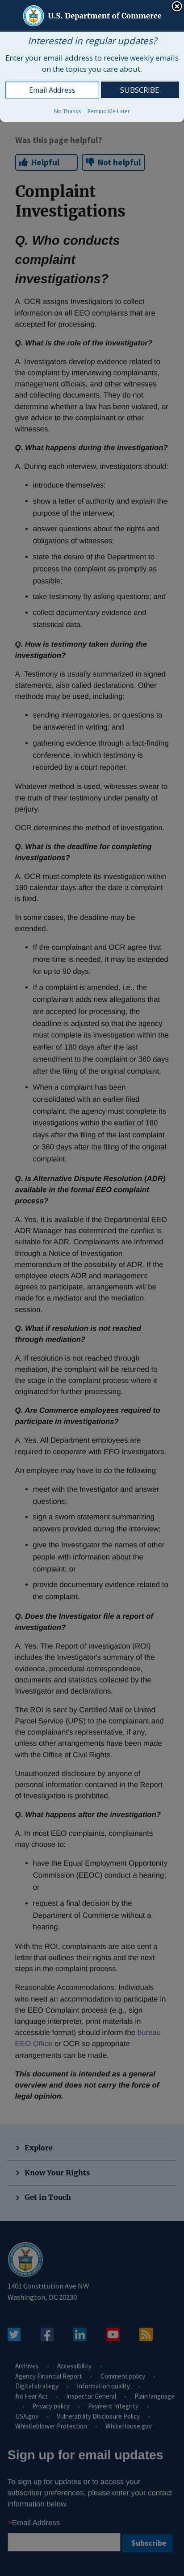 U.S. Department of Commerce
Interested in regular updates?
Enter your email address to receive weekly emails
on the topics you care about.
Email Address
SUBSCRIBE
No Thanks
Remind Me Later
Was this page helpful?
Helpful
Not helpful
Complaint
Investigations
Q. Who conducts
complaint
investigations?
A. OCR assigns Investigators to collect
information on all EEO complaints that are
accepted for processing.
Q. What is the role of the investigator?
A. Investigators develop evidence related to
the complaint by interviewing complainants,
management officials, and other witnesses
and collecting documents. They do not
determine whether a law has been violated, or
give advice to the complainant or other
witnesses.
Q. What happens during the investigation?
A. During each interview, investigators should:
introduce themselves;
show a letter of authority and explain the
purpose of the interview;
answer questions about the rights and
obligations of witnesses;
state the desire of the Department to
process the complaint as promptly as
possible;
take testimony by asking questions; and
collect documentary evidence and
statistical data.
Q. How is testimony taken during the
investigation?
A. Testimony is usually summarized in signed
statements, also called declarations. Other
methods may be used, including:
sending interrogatories, or questions to
be answered in writing; and
gathering evidence through a fact-finding
conference, in which testimony is
recorded by a court reporter.
Whatever method is used, witnesses swear to
the truth of their testimony under penalty of
perjury.
OCR determines the method of investigation.
Q. What is the deadline for completing
investigations?
A. OCR must complete its investigation within
180 calendar days after the date a complaint
is filed.
In some cases, the deadline may be
extended.
If the complainant and OCR agree that
more time is needed, it may be extended
for up to 90 days.
If a complaint is amended, i.e., the
complainant adds new allegations that
are accepted for processing, the
deadline is adjusted so that the agency
must complete its investigation within the
earlier of 180 days after the last
amendment to the complaint or 360 days
after the filing of the original complaint.
When a complaint has been
consolidated with an earlier filed
complaint, the agency must complete its
investigations within the earlier of 180
days after the filing of the last complaint
or 360 days after the filing of the original
complaint.
Q. Is Alternative Dispute Resolution (ADR)
available in the formal EEO complaint
process?
A. Yes, It is available if the Departmental EEO
ADR Manager has determined the conflict is
suitable for ADR. Complainants are informed
through a Notice of Investigation
memorandum of the availability of ADR. If the
employee elects ADR and management
agrees to participate, arrangements will be
made for a mediator and the mediation
session.
Q. What if resolution is not reached
through mediation?
A. If resolution is not reached through
mediation, the complaint will be returned to
the stage in the complaint process where it
originated for further processing.
Q. Are Commerce employees required to
participate in investigations?
A. Yes. All Department employees are
required to cooperate with EEO Investigators.
An employee may have to do the following:
meet with the Investigator and answer
questions;
sign a sworn statement summarizing
answers provided during the interview;
give the Investigator the names of other
people with information about the
complaint; or
provide documentary evidence related to
the complaint.
Q. Does the Investigator file a report of
investigation?
A. Yes. The Report of Investigation (ROI)
includes the Investigator's summary of the
evidence, procedural correspondence,
documents and statistics collected by the
Investigator and declarations.
The ROI is sent by Certified Mail or United
Parcel Service (UPS) to the complainant and
the complainant's representative, if any,
unless other arrangements have been made
with the Office of Civil Rights.
Unauthorized disclosure by anyone of
information contained in the Report
of Investigation is prohibited.
Q. What happens after the investigation?
A. In most EEO complaints, complainants
may choose to:
have the Equal Employment Opportunity
Commission (EEOC) conduct a hearing;
or
request a final decision by the
Department of Commerce without a
hearing.
With the ROI, complainants are also sent a
letter that outlines their rights and the next
steps in the complaint process.
Reasonable Accommodations: Individuals
who need an accommodation to participate in
the EEO Complaint process (e.g., sign
language interpreter, print materials in
accessible format) should inform the bureau
EEO Office or OCR so appropriate
arrangements can be made.
This document is intended as a general
overview and does not carry the force of
legal opinion.
Explore
Know Your Rights
Get in Touch
1401 Constitution Ave NW
Washington, DC 20230
Archives - Accessibility -
Agency Financial Report - Comment policy -
Digital strategy - Information quality -
No Fear Act - Inspector General - Plain language
- Privacy policy - Payment Integrity -
USA.gov - Vulnerability Disclosure Policy -
Whistleblower Protection - WhiteHouse.gov
Sign up for email updates
To sign up for updates or to access your
subscriber preferences, please enter your contact
information below.
*Email Address
Subscribe